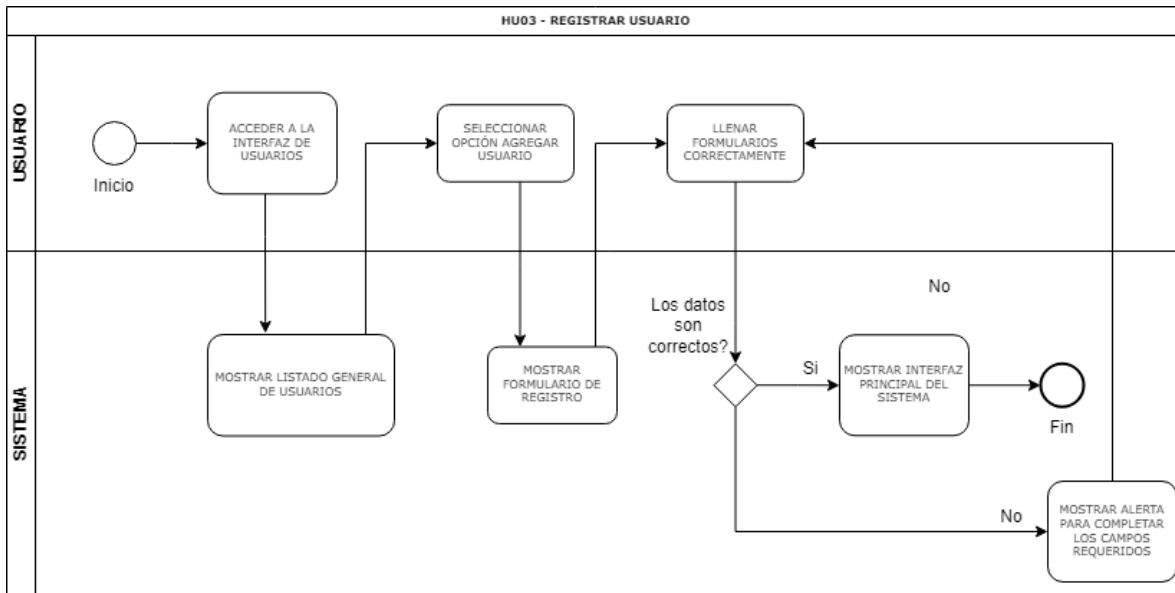 HU03 - REGISTRAR USUARIO
USUARIO
Inicio
ACCEDER A LA
INTERFAZ DE
USUARIOS
SELECCIONAR
OPCIÓN AGREGAR
USUARIO
LLENAR
FORMULARIOS
CORRECTAMENTE
SISTEMA
MOSTRAR LISTADO GENERAL
DE USUARIOS
MOSTRAR
FORMULARIO DE
REGISTRO
Los datos
son
correctos?
Si
No
MOSTRAR INTERFAZ
PRINCIPAL DEL
SISTEMA
Fin
No
MOSTRAR ALERTA
PARA COMPLETAR
LOS CAMPOS
REQUERIDOS